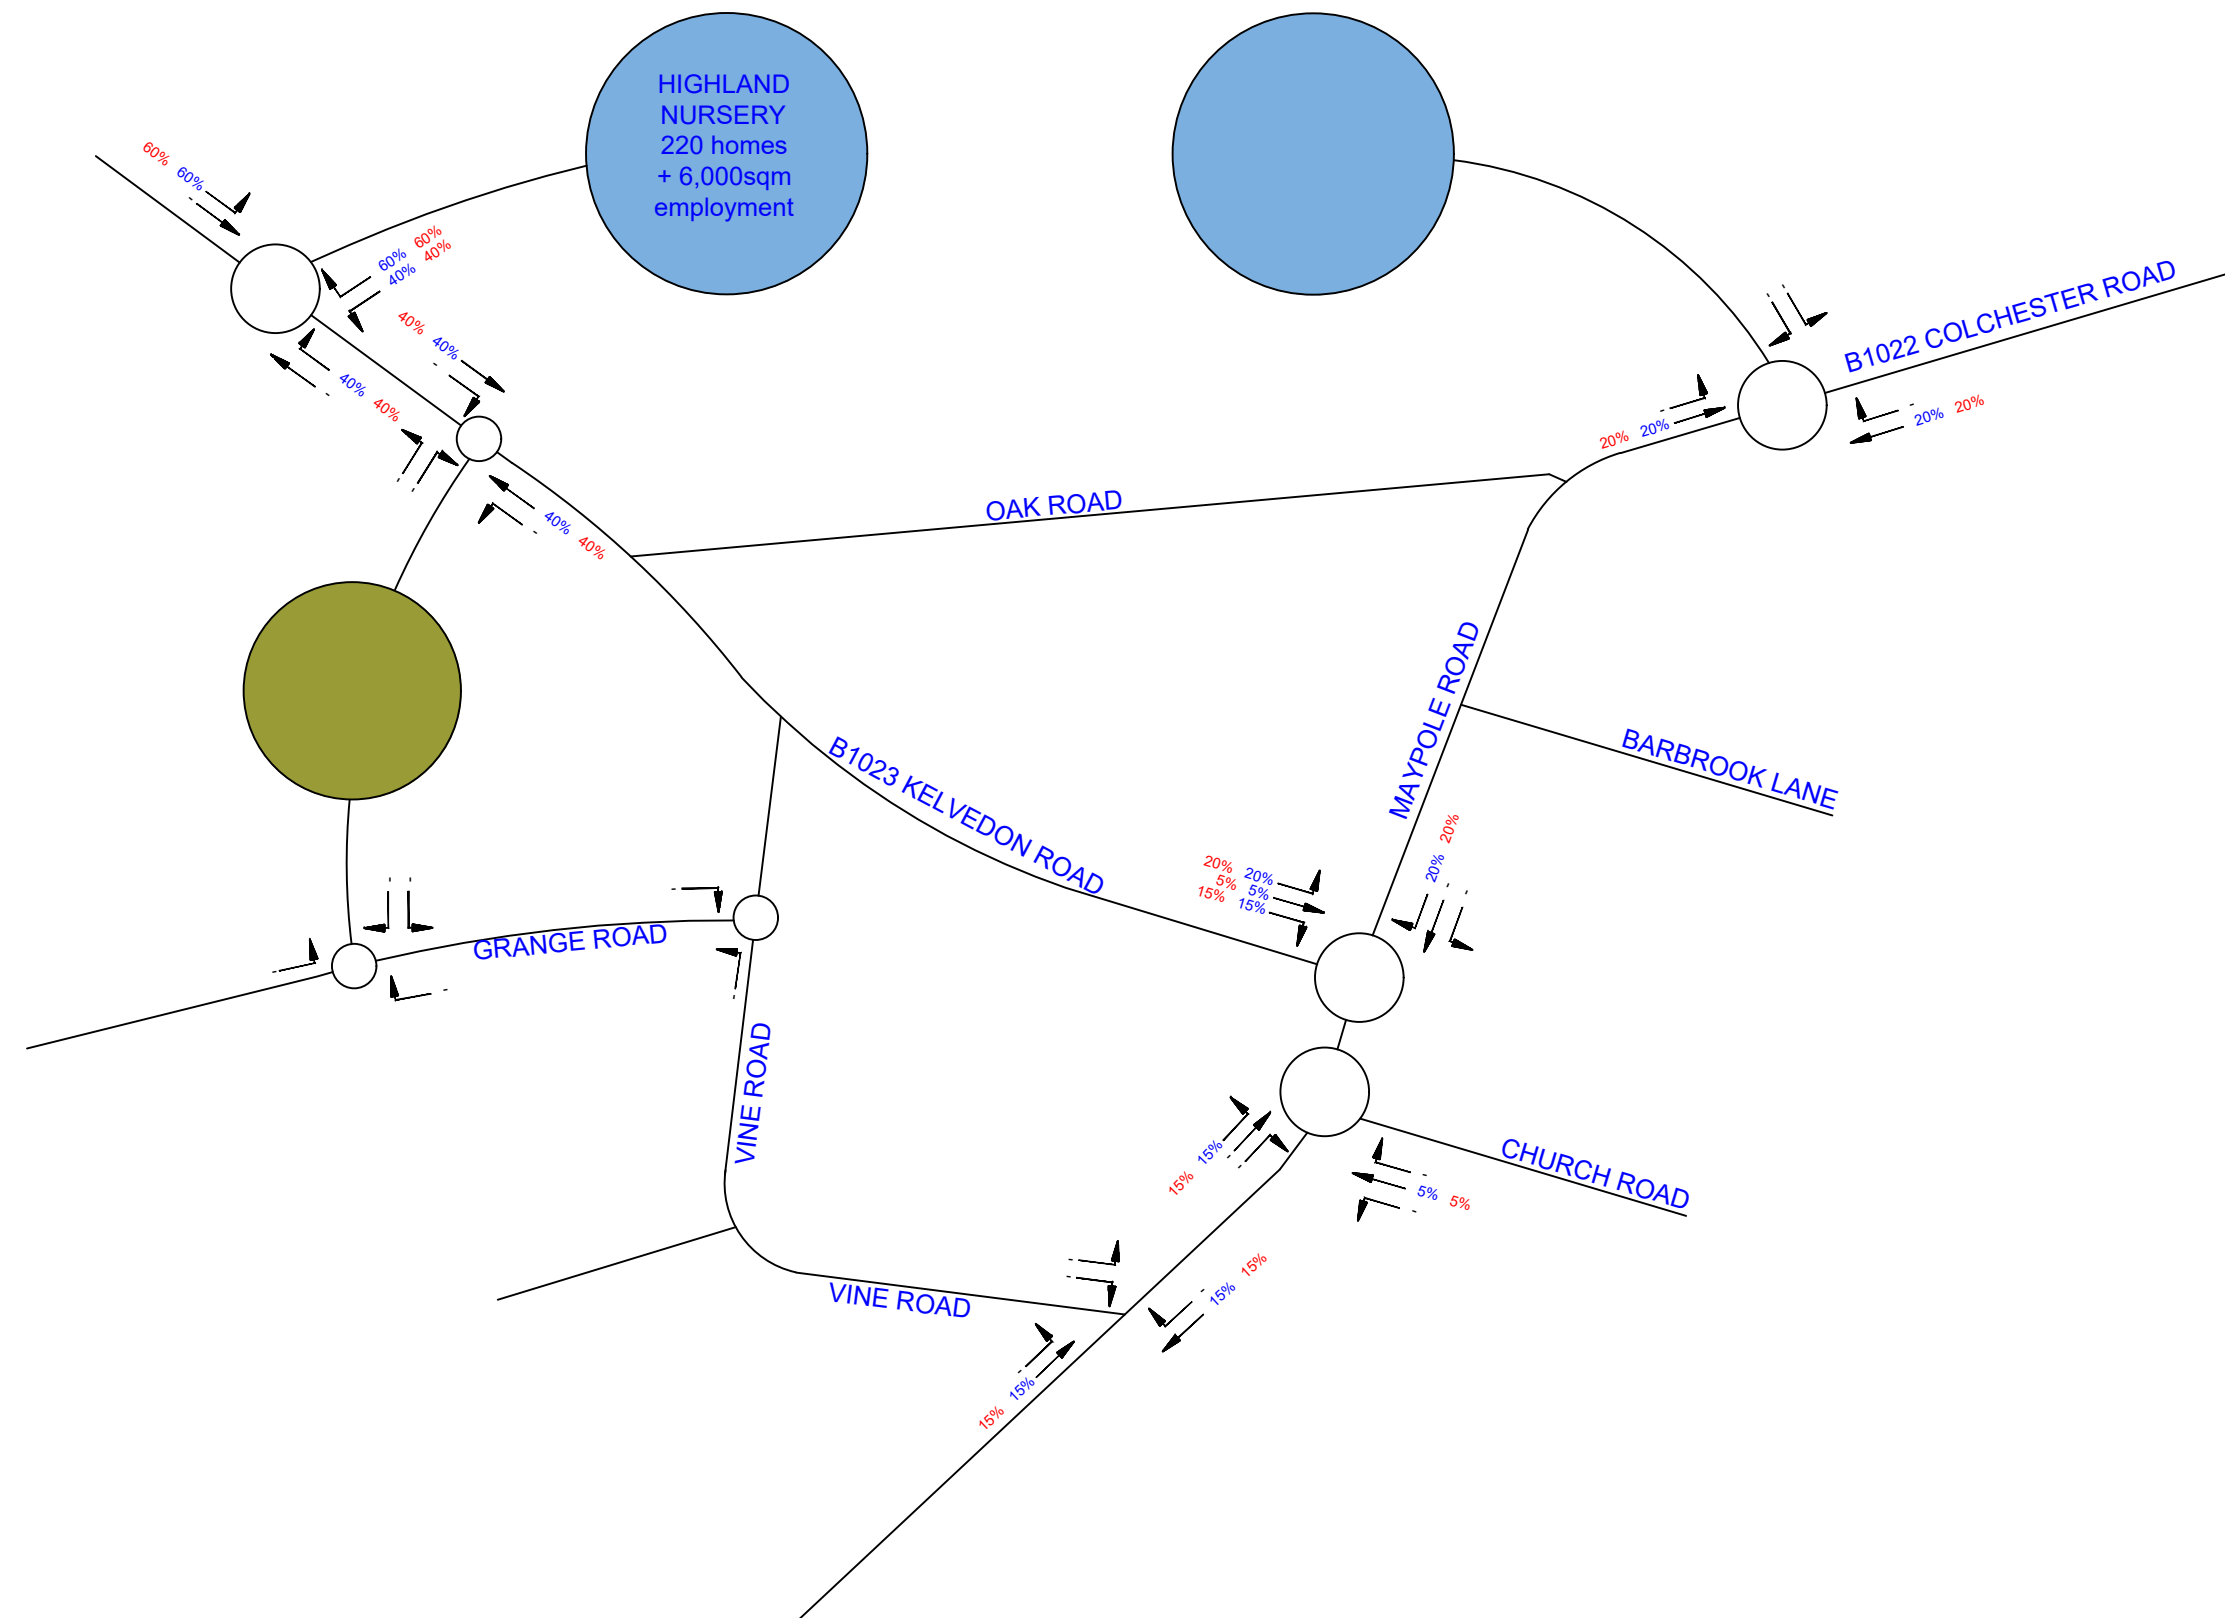 HIGHLAND
NURSERY
220 homes
+ 6,000sqm
employment
60% 60%
60% 60%
40% 40%
40% 40%
40% 40%
40% 40%
B1022 COLCHESTER ROAD
20% 20%
20% 20%
OAK ROAD
MAYPOLE ROAD
BARBROOK LANE
B1023 KELVEDON ROAD
20% 20%
20% 20%
5% 5%
15% 15%
GRANGE ROAD
VINE ROAD
CHURCH ROAD
15% 15%
5% 5%
15% 15%
VINE ROAD
15% 15%